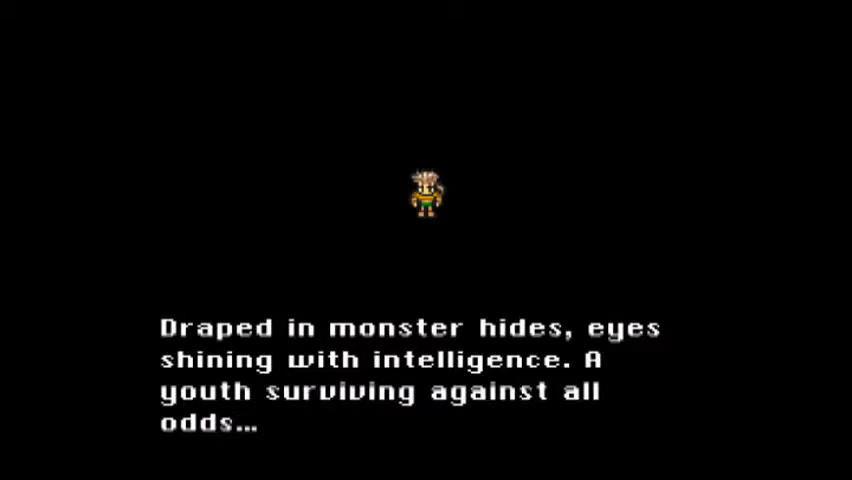 Draped in monster hides, eyes
shining with intelligence. A
youth surviving against all
odds...